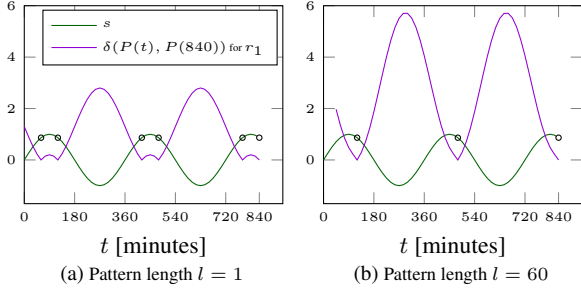 6
4
2
0
s
δ(P(t), P(840)) for r₁
0 180 360 540 720 840
t [minutes]
(a) Pattern length l = 1
6
4
2
0
0 180 360 540 720 840
t [minutes]
(b) Pattern length l = 60